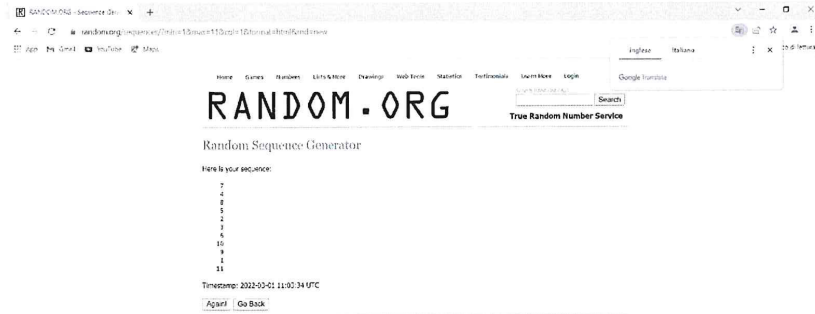 RANDOM.ORG - Sequence Gen
random.org/sequences/?min=1&max=11&col=1&format=html&rnd=new
App Gmail YouTube Maps
Inglese Italiano
Google Translate
Home Games Numbers Lists & More Drawings Web Tools Statistics Testimonials Learn More Login
RANDOM.ORG
Search
True Random Number Service
Random Sequence Generator
Here is your sequence:
7
4
8
5
2
3
6
10
9
1
11
Timestamp: 2022-03-01 UTC
Again! Go Back